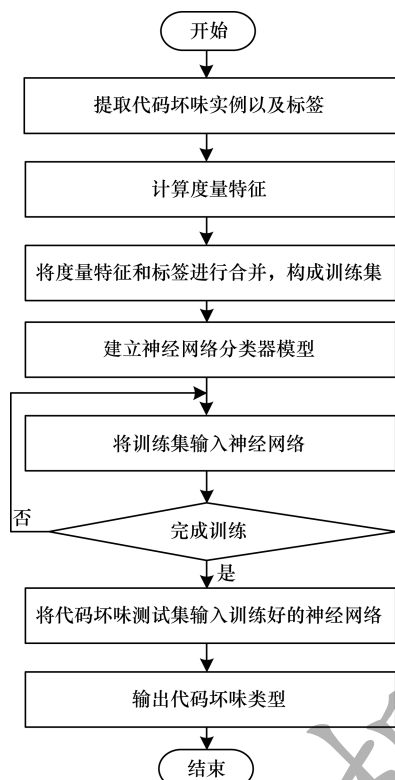 开始
提取代码坏味实例以及标签
计算度量特征
将度量特征和标签进行合并，构成训练集
建立神经网络分类器模型
将训练集输入神经网络
完成训练
否
是
将代码坏味测试集输入训练好的神经网络
输出代码坏味类型
结束